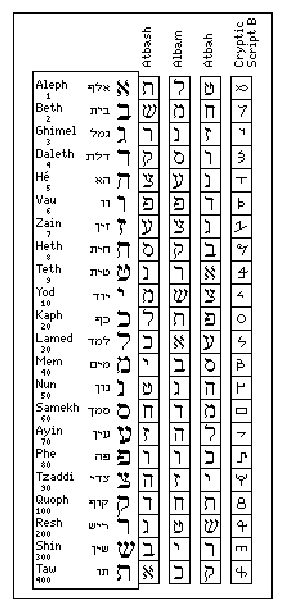 Atbash Albam Atbah Cryptic Script B
Aleph אלף א ת ל ט
1
Beth בית ב ש מ ח
2
Ghimel גמל ג ר נ ז
3
Daleth דלת ד ק ס ו
4
Hé הא ה צ ע נ
5
Vau וו ו פ פ ד
6
Zain זין ז ע צ ג
7
Heth חית ח ס ק ב
8
Teth טית ט נ ר א
9
Yod יוד י מ ש צ
10
Kaph כף כ ל ת פ
20
Lamed למד ל כ א ע
30
Mem מים מ י ב ס
40
Nun נון נ ט ג ה
50
Samekh סמך ס ח ד מ
60
Ayin עין ע ז ה ל
70
Phe פה פ ו ו כ
80
Tzaddi צדי צ ה ז י
90
Quoph קוף ק ד ח ת
100
Resh ריש ר ג ט ש
200
Shin שין ש ב י ר
300
Taw תו ת א כ ק
400